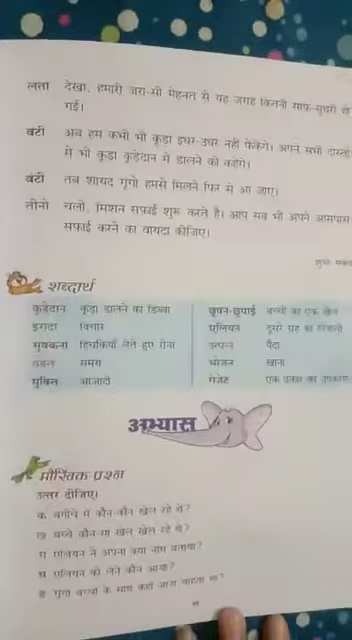 लता देखा, हमारी जरा-सी मेहनत से यह जगह कितनी साफ-सुथरी हो
गई।
बंटी अब हम कभी भी कूड़ा इधर-उधर नहीं फेकेंगे। अपने सभी दोस्तों
से भी कूड़ा कूड़ेदान में डालने को कहेंगे।
बंटी तब शायद गूगो हमसे मिलने फिर से आ जाए।
तीनों चलो, मिशन सफाई शुरू करते हैं। आप सब भी अपने आसपास
सफाई करने का वायदा कीजिए।
शब्दार्थ
कूड़ेदान कूड़ा डालने का डिब्बा
छुपन-छुपाई बच्चों का एक खेल
इरादा विचार
एलियन दूसरे ग्रह का निवासी
सुबकना हिचकियाँ लेते हुए रोना
उत्पन्न पैदा
वक्त समय
भोजन खाना
मुक्ति आजादी
गैजेट एक प्रकार का उपकरण
अभ्यास
मौखिक प्रश्न
उत्तर दीजिए।
क बगीचे में कौन-कौन खेल रहे थे?
ख बच्चे कौन-सा खेल खेल रहे थे?
ग एलियन ने अपना क्या नाम बताया?
घ एलियन को लेने कौन आया?
ङ गूगो बच्चों के साथ कहाँ जाना चाहता था?